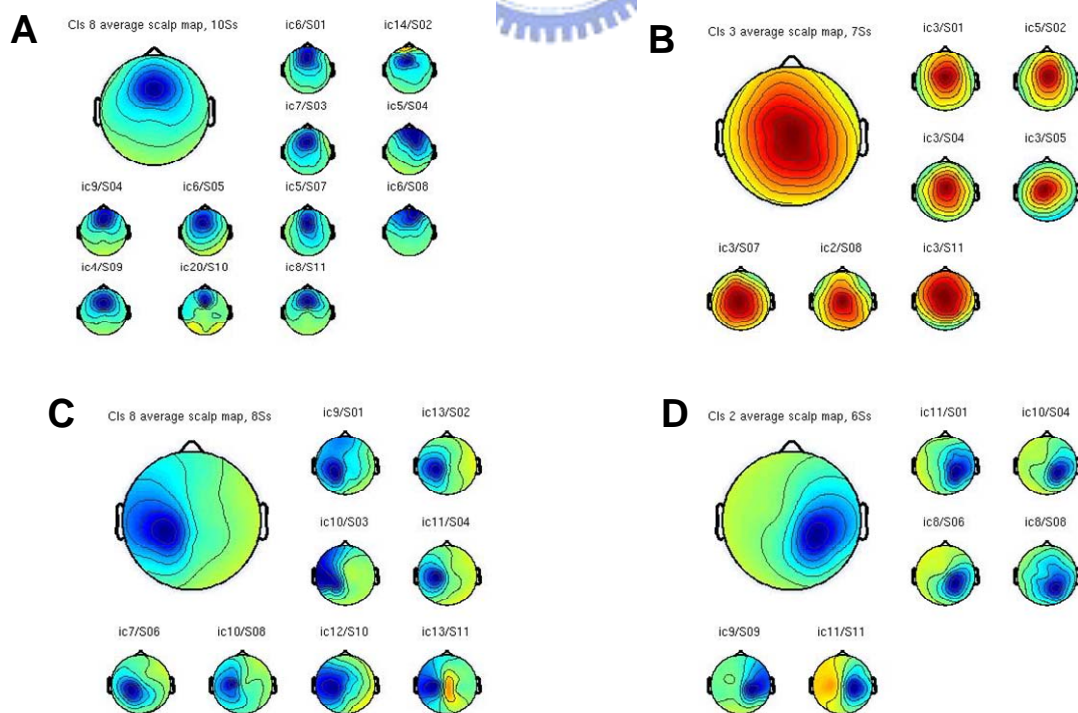 A
Cls 8 average scalp map, 10Ss
ic6/S01
ic14/S02
ic7/S03
ic5/S04
ic9/S04
ic6/S05
ic5/S07
ic6/S08
ic4/S09
ic20/S10
ic8/S11
B
Cls 3 average scalp map, 7Ss
ic3/S01
ic5/S02
ic3/S04
ic3/S05
ic3/S07
ic2/S08
ic3/S11
C
Cls 8 average scalp map, 8Ss
ic9/S01
ic13/S02
ic10/S03
ic11/S04
ic7/S06
ic10/S08
ic12/S10
ic13/S11
D
Cls 2 average scalp map, 6Ss
ic11/S01
ic10/S04
ic8/S06
ic8/S08
ic9/S09
ic11/S11